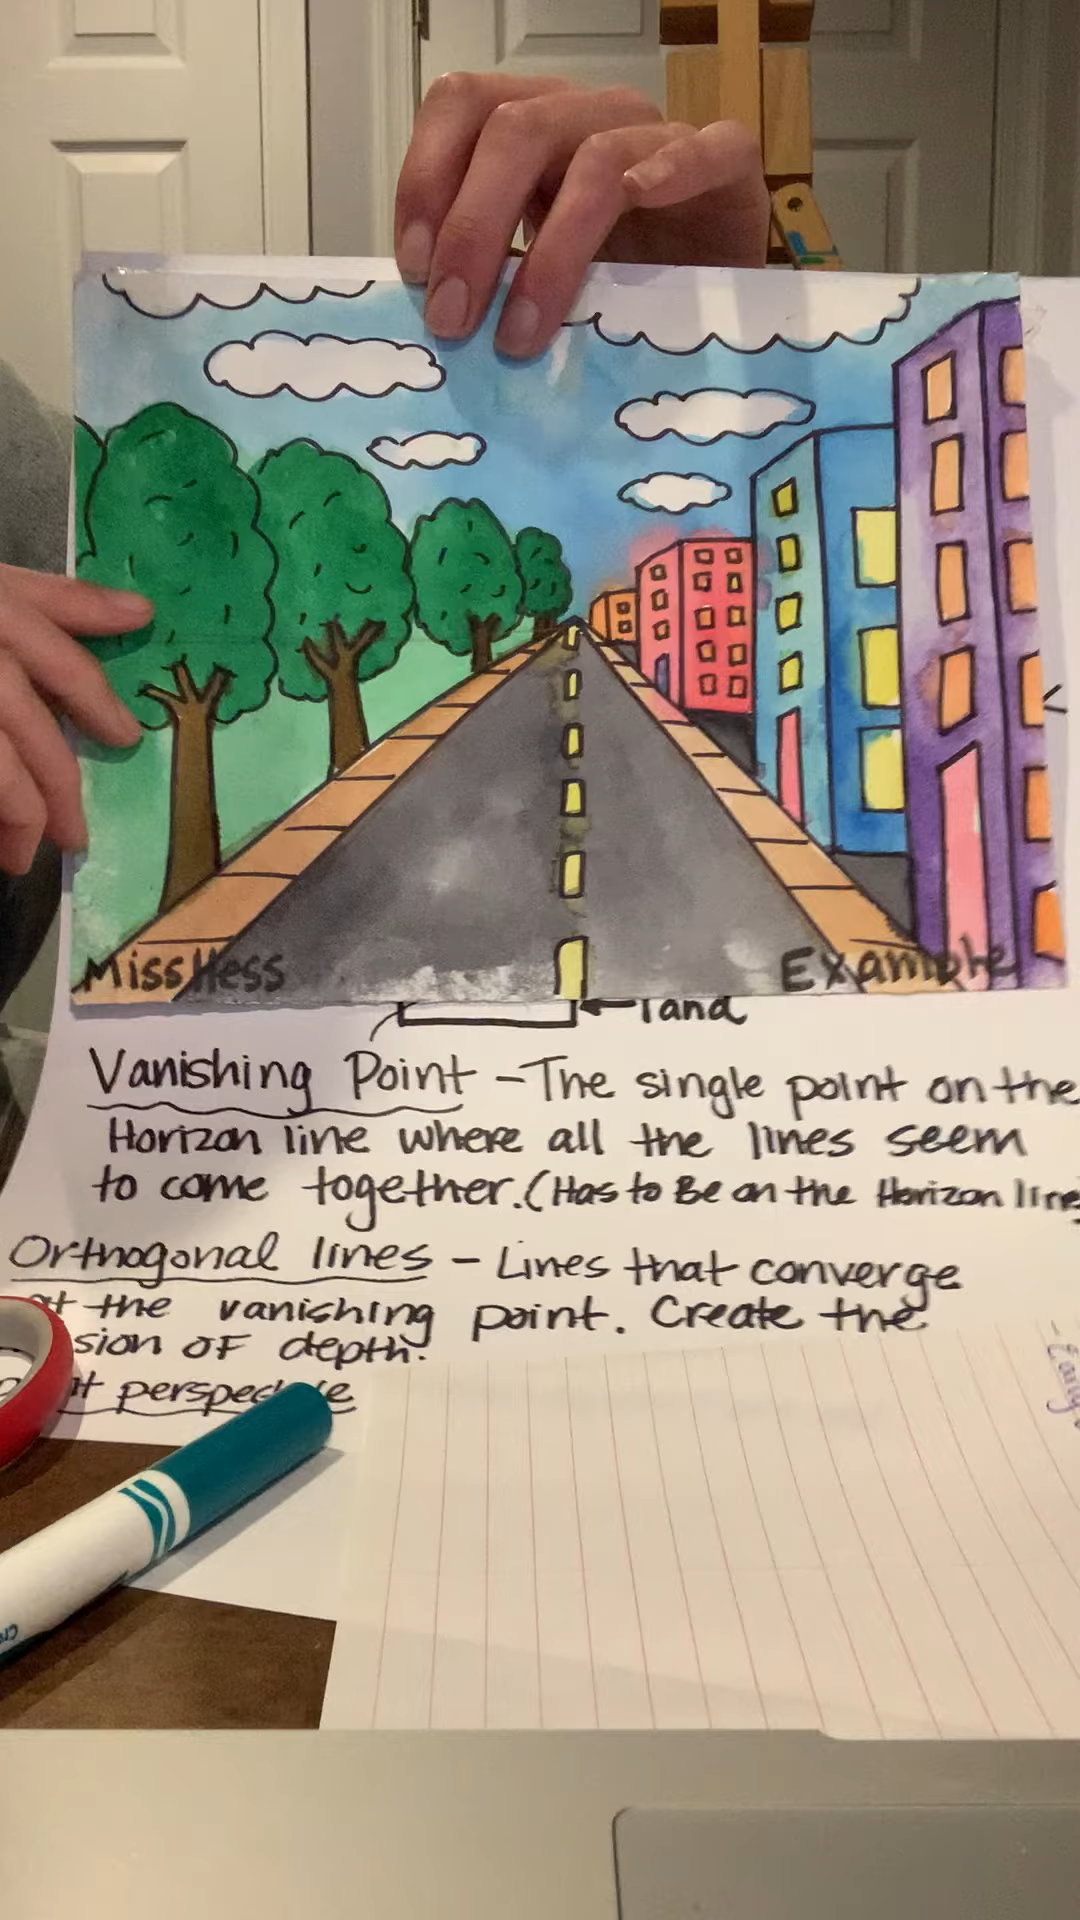 Miss Hess
Example
land
Vanishing Point - The single point on the
Horizon line where all the lines seem
to come together. (Has to Be on the Horizon line
Orthogonal lines - Lines that converge
at the vanishing point. Create the
sion of depth.
perspective